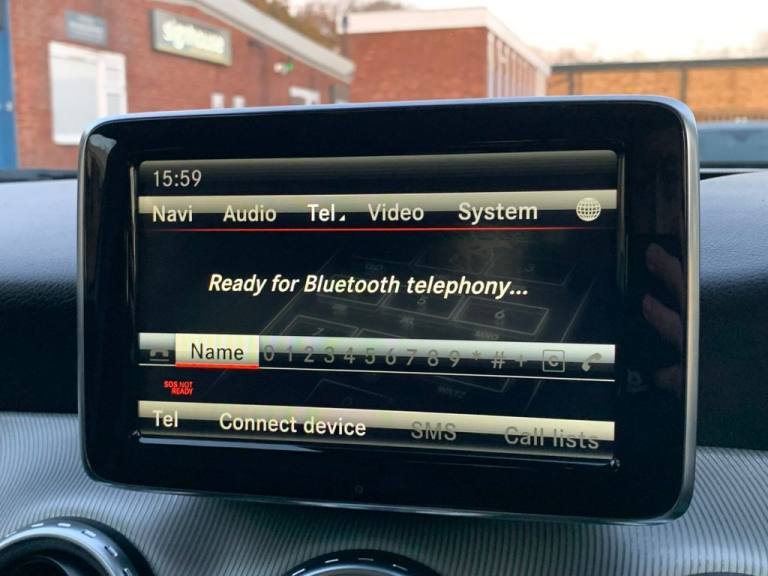 signhouse
15:59
Navi Audio Tel Video System
Ready for Bluetooth telephony...
Name 0 1 2 3 4 5 6 7 8 9 * # + C
SOS NOT
READY
Tel Connect device SMS Call lists